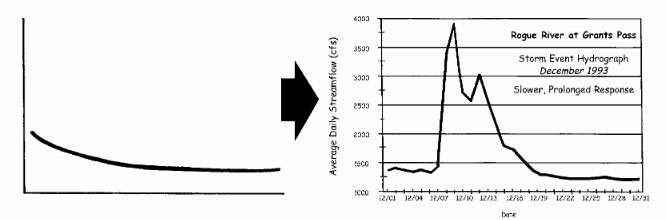 4000
3500
3000
2500
2000
1500
1000
Average Daily Streamflow (cfs)
Rogue River at Grants Pass
Storm Event Hydrograph
December 1993
Slower, Prolonged Response
12/01 12/04 12/07 12/10 12/13 12/16 12/19 12/22 12/25 12/28 12/31
Date